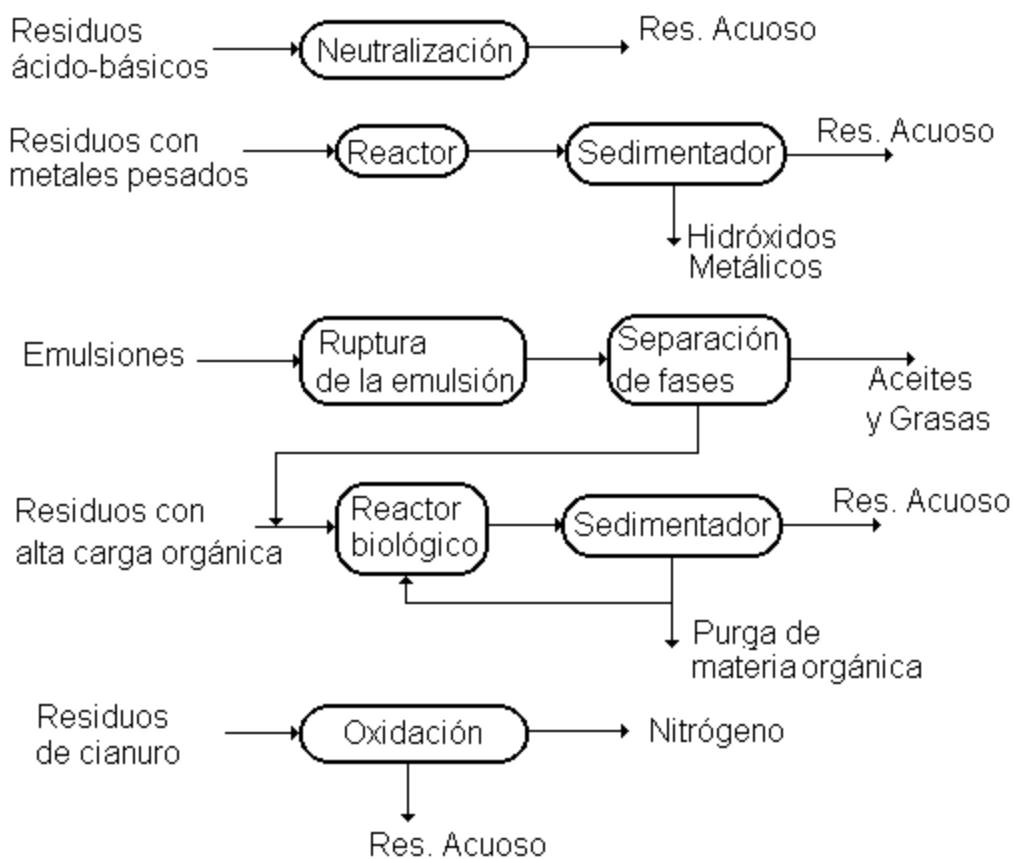 Residuos
ácido-básicos
Neutralización
Res. Acuoso
Residuos con
metales pesados
Reactor
Sedimentador
Res. Acuoso
Hidróxidos
Metálicos
Emulsiones
Ruptura
de la emulsión
Separación
de fases
Aceites
y Grasas
Residuos con
alta carga orgánica
Reactor
biológico
Sedimentador
Res. Acuoso
Purga de
materia orgánica
Residuos
de cianuro
Oxidación
Nitrógeno
Res. Acuoso